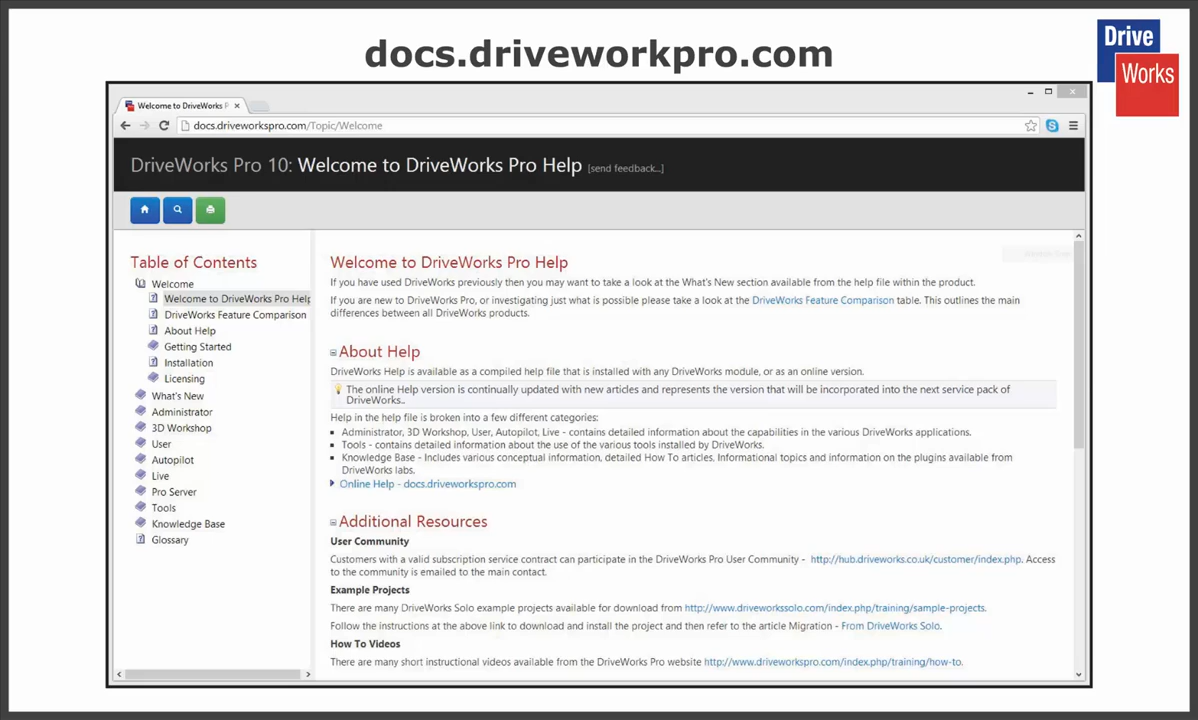 docs.driveworkpro.com
Drive
Works
Welcome to DriveWorks P
docs.driveworkspro.com/Topic/Welcome
DriveWorks Pro 10: Welcome to DriveWorks Pro Help [send feedback...]
Table of Contents
Welcome
Welcome to DriveWorks Pro Help
DriveWorks Feature Comparison
About Help
Getting Started
Installation
Licensing
What's New
Administrator
3D Workshop
User
Autopilot
Live
Pro Server
Tools
Knowledge Base
Glossary
Welcome to DriveWorks Pro Help
If you have used DriveWorks previously then you may want to take a look at the What's New section available from the help file within the product.
If you are new to DriveWorks Pro, or investigating just what is possible please take a look at the DriveWorks Feature Comparison table. This outlines the main
differences between all DriveWorks products.
About Help
DriveWorks Help is available as a compiled help file that is installed with any DriveWorks module, or as an online version.
The online Help version is continually updated with new articles and represents the version that will be incorporated into the next service pack of
DriveWorks..
Help in the help file is broken into a few different categories:
Administrator, 3D Workshop, User, Autopilot, Live - contains detailed information about the capabilities in the various DriveWorks applications.
Tools - contains detailed information about the use of the various tools installed by DriveWorks.
Knowledge Base - Includes various conceptual information, detailed How To articles. Informational topics and information on the plugins available from
DriveWorks labs.
Online Help - docs.driveworkspro.com
Additional Resources
User Community
Customers with a valid subscription service contract can participate in the DriveWorks Pro User Community - http://hub.driveworks.co.uk/customer/index.php. Access
to the community is emailed to the main contact.
Example Projects
There are many DriveWorks Solo example projects available for download from http://www.driveworkssolo.com/index.php/training/sample-projects.
Follow the instructions at the above link to download and install the project and then refer to the article Migration - From DriveWorks Solo.
How To Videos
There are many short instructional videos available from the DriveWorks Pro website http://www.driveworkspro.com/index.php/training/how-to.